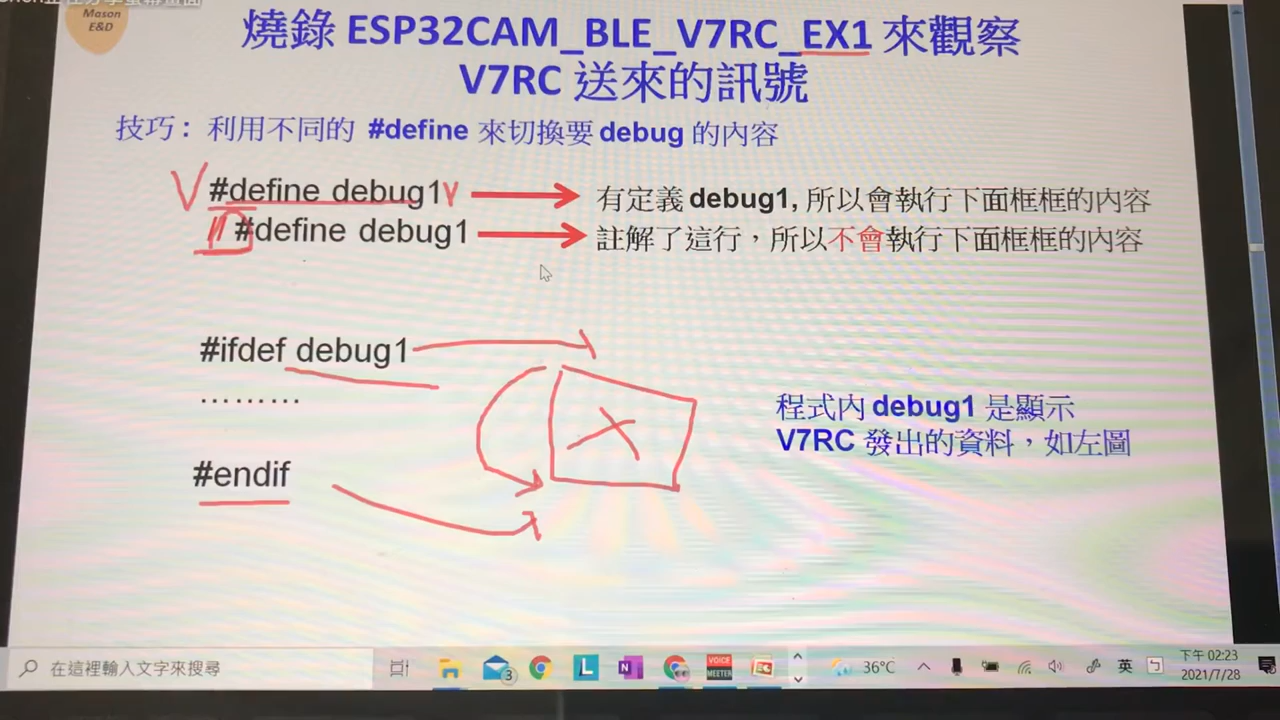 Mason
E&D
燒錄 ESP32CAM_BLE_V7RC_EX1 來觀察
V7RC 送來的訊號
技巧： 利用不同的 #define 來切換要 debug 的內容
#define debug1
有定義 debug1, 所以會執行下面框框的內容
// #define debug1
註解了這行，所以不會執行下面框框的內容
#ifdef debug1
………
#endif
程式內 debug1 是顯示
V7RC 發出的資料，如左圖
在這裡輸入文字來搜尋
3
L
N
VOICE
MEETER
36°C
英
下午 02:23
2021/7/28